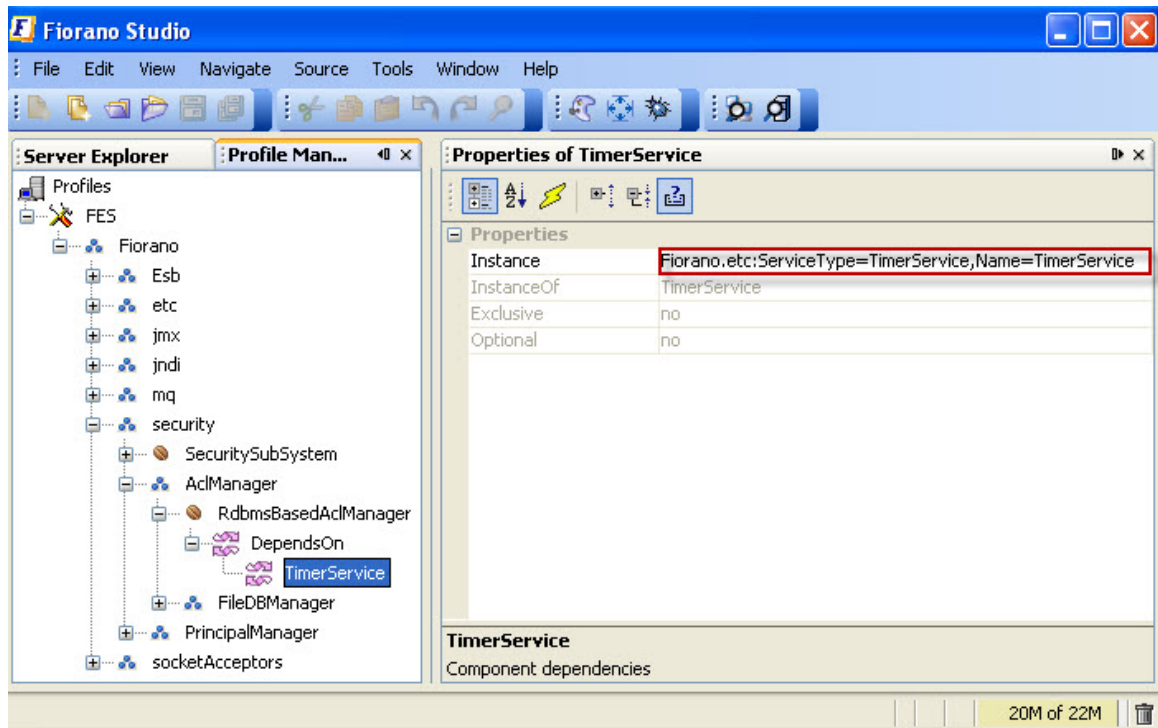 Fiorano Studio
File Edit View Navigate Source Tools Window Help
Server Explorer Profile Man...
Profiles
FES
Fiorano
Esb
etc
jmx
jndi
mq
security
SecuritySubSystem
AclManager
RdbmsBasedAclManager
DependsOn
TimerService
FileDBManager
PrincipalManager
socketAcceptors
Properties of TimerService
Properties
Instance Fiorano.etc:ServiceType=TimerService,Name=TimerService
InstanceOf TimerService
Exclusive no
Optional no
TimerService
Component dependencies
20M of 22M